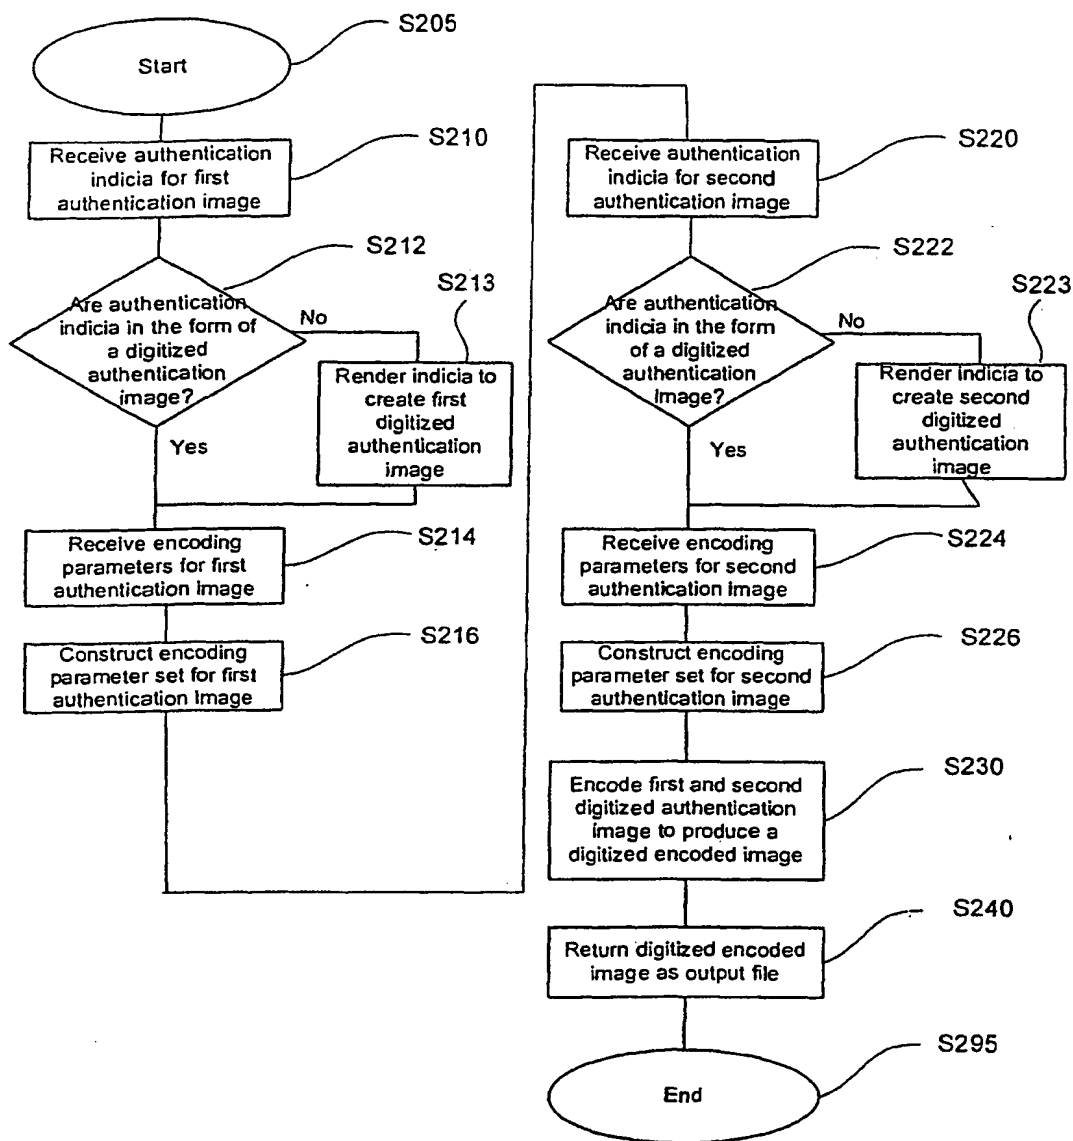 S205
Start
S210
Receive authentication
indicia for first
authentication image
S212
Are authentication
indicia in the form of
a digitized
authentication
image?
No
S213
Render indicia to
create first
digitized
authentication
image
Yes
S214
Receive encoding
parameters for first
authentication image
S216
Construct encoding
parameter set for first
authentication image
S220
Receive authentication
indicia for second
authentication image
S222
Are authentication
indicia in the form
of a digitized
authentication
image?
No
S223
Render indicia to
create second
digitized
authentication
image
Yes
S224
Receive encoding
parameters for second
authentication image
S226
Construct encoding
parameter set for second
authentication image
S230
Encode first and second
digitized authentication
image to produce a
digitized encoded image
S240
Return digitized encoded
image as output file
S295
End